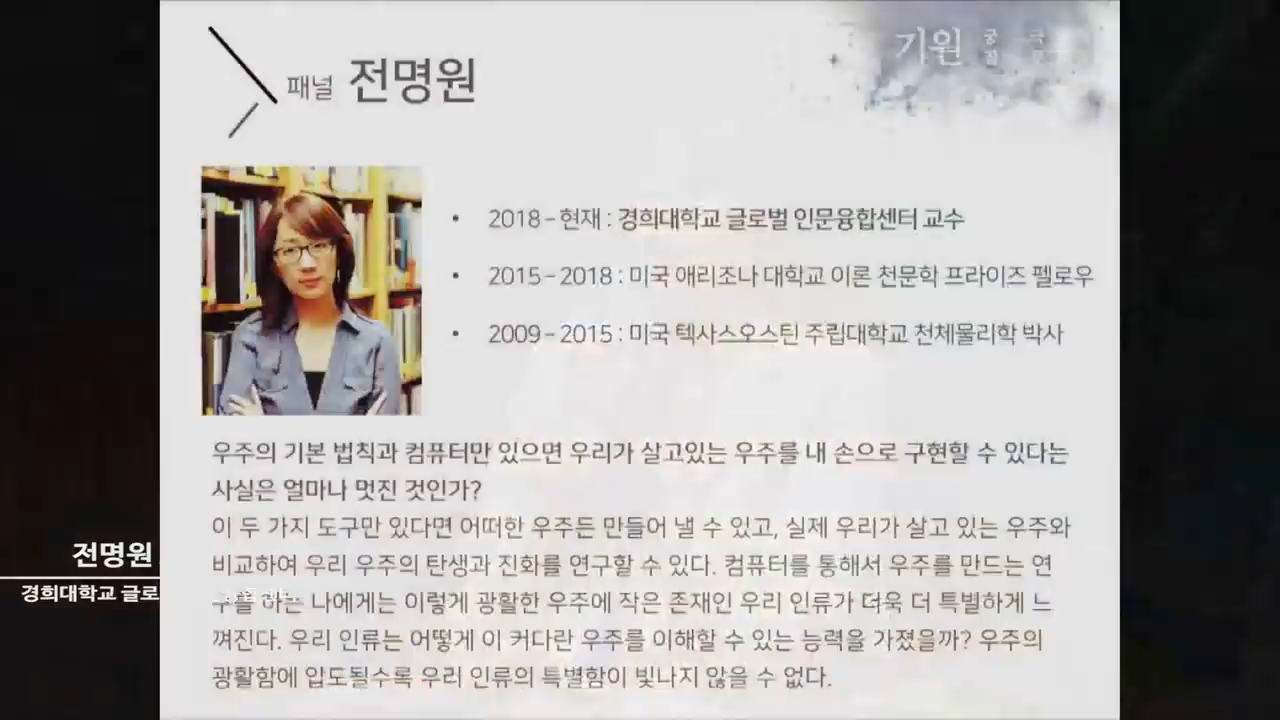 기원 궁
패널 전명원
• 2018 – 현재 : 경희대학교 글로벌 인문융합센터 교수
• 2015 – 2018 : 미국 애리조나 대학교 이론 천문학 프라이즈 펠로우
• 2009 – 2015 : 미국 텍사스오스틴 주립대학교 천체물리학 박사
우주의 기본 법칙과 컴퓨터만 있으면 우리가 살고있는 우주를 내 손으로 구현할 수 있다는
사실은 얼마나 멋진 것인가?
이 두 가지 도구만 있다면 어떠한 우주든 만들어 낼 수 있고, 실제 우리가 살고 있는 우주와
비교하여 우리 우주의 탄생과 진화를 연구할 수 있다. 컴퓨터를 통해서 우주를 만드는 연
구를 하는 나에게는 이렇게 광활한 우주에 작은 존재인 우리 인류가 더욱 더 특별하게 느
껴진다. 우리 인류는 어떻게 이 커다란 우주를 이해할 수 있는 능력을 가졌을까? 우주의
광활함에 압도될수록 우리 인류의 특별함이 빛나지 않을 수 없다.
전명원
경희대학교 글로